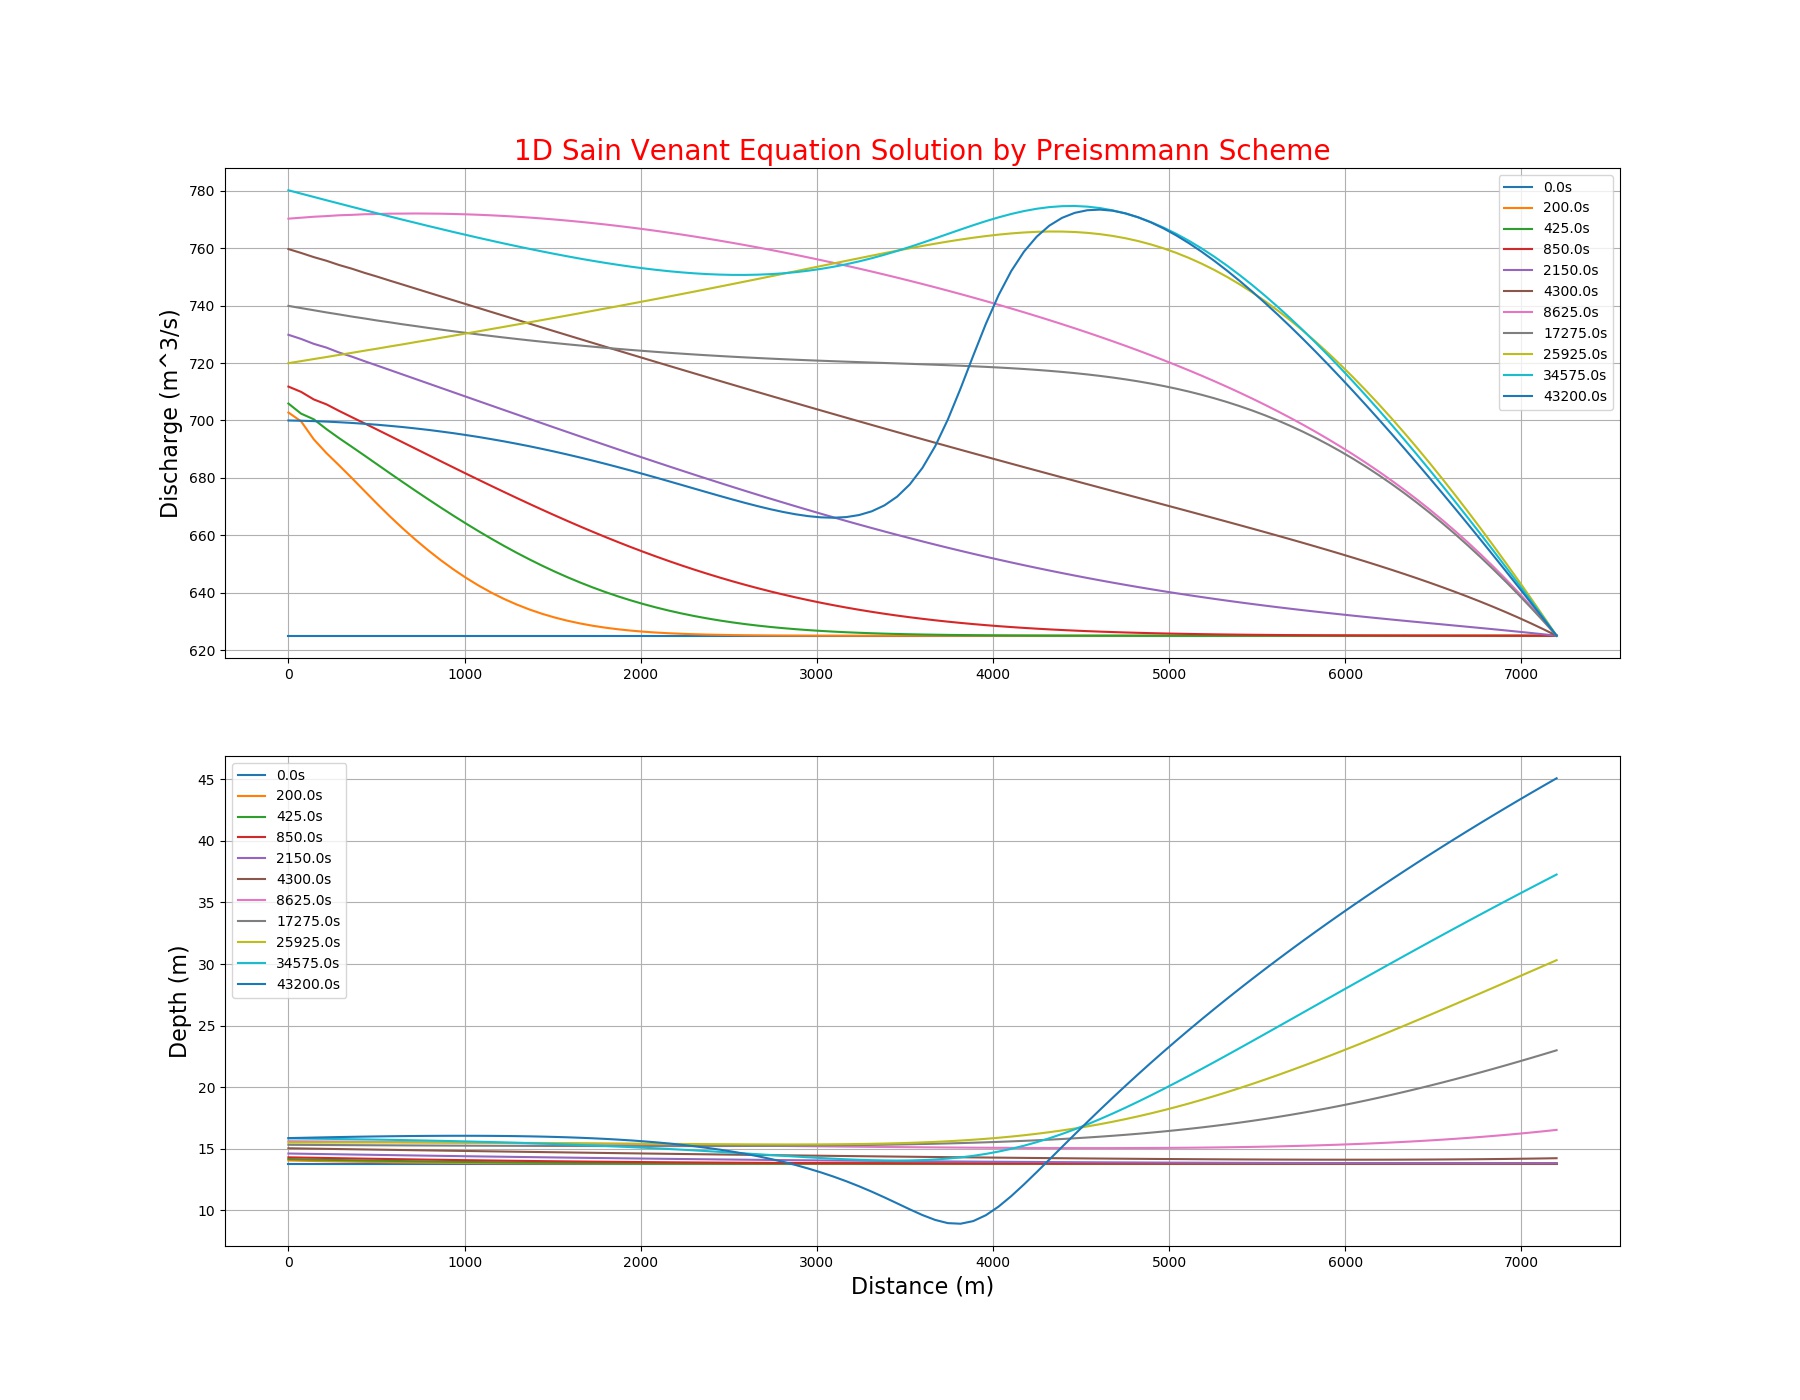 1D Sain Venant Equation Solution by Preismmann Scheme
Discharge (m^3/s)
780
760
740
720
700
680
660
640
620
0 1000 2000 3000 4000 5000 6000 7000
0.0s
200.0s
425.0s
850.0s
2150.0s
4300.0s
8625.0s
17275.0s
25925.0s
34575.0s
43200.0s
Depth (m)
45
40
35
30
25
20
15
10
0.0s
200.0s
425.0s
850.0s
2150.0s
4300.0s
8625.0s
17275.0s
25925.0s
34575.0s
43200.0s
0 1000 2000 3000 4000 5000 6000 7000
Distance (m)